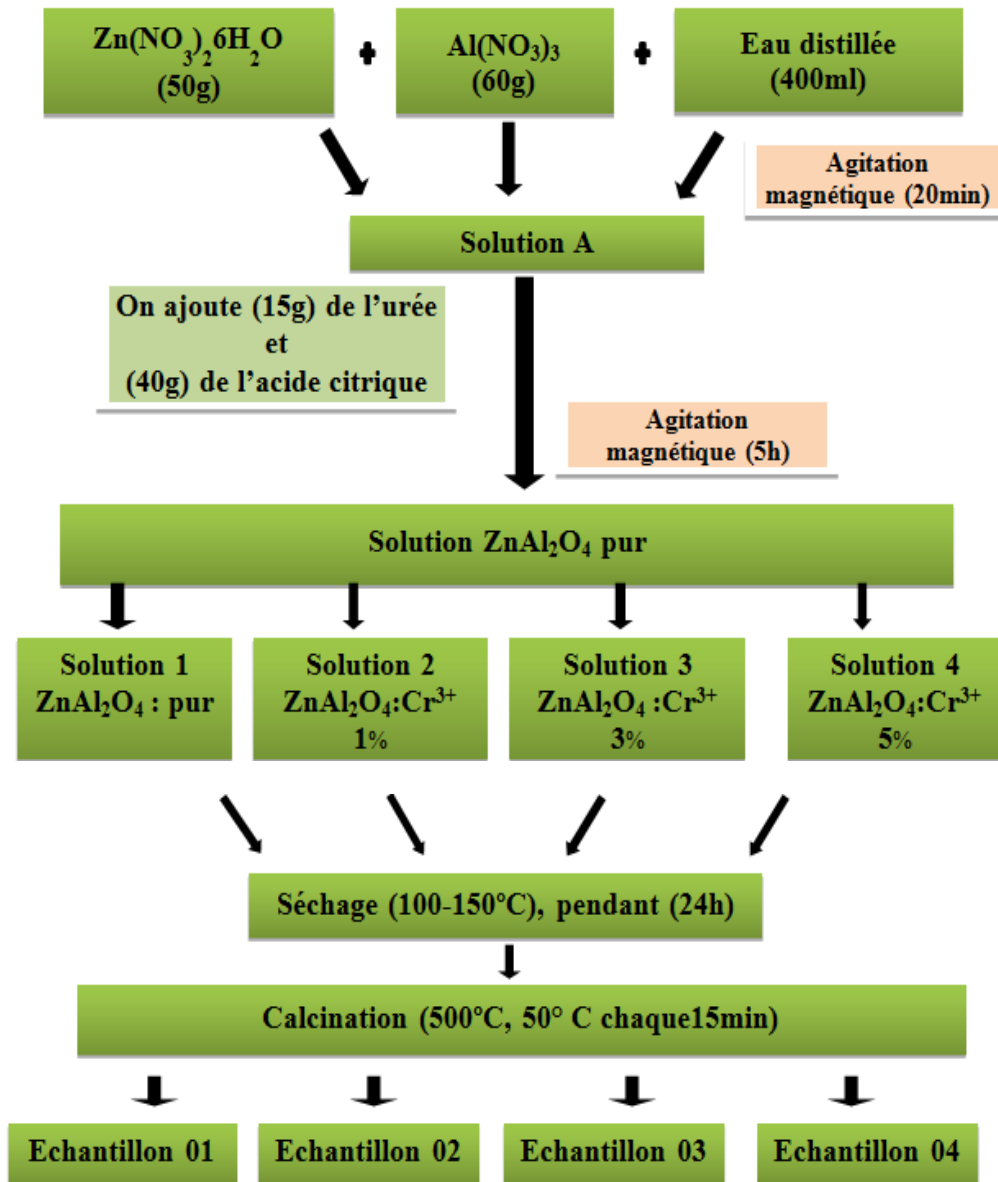 Zn(NO3)2 6H2O
(50g)
+
Al(NO3)3
(60g)
+
Eau distillée
(400ml)
Agitation
magnétique (20min)
Solution A
On ajoute (15g) de l’urée
et
(40g) de l’acide citrique
Agitation
magnétique (5h)
Solution ZnAl₂O₄ pur
Solution 1
ZnAl₂O₄ : pur
Solution 2
ZnAl₂O₄:Cr³⁺
1%
Solution 3
ZnAl₂O₄ :Cr³⁺
3%
Solution 4
ZnAl₂O₄:Cr³⁺
5%
Séchage (100-150°C), pendant (24h)
Calcination (500°C, 50° C chaque15min)
Echantillon 01
Echantillon 02
Echantillon 03
Echantillon 04